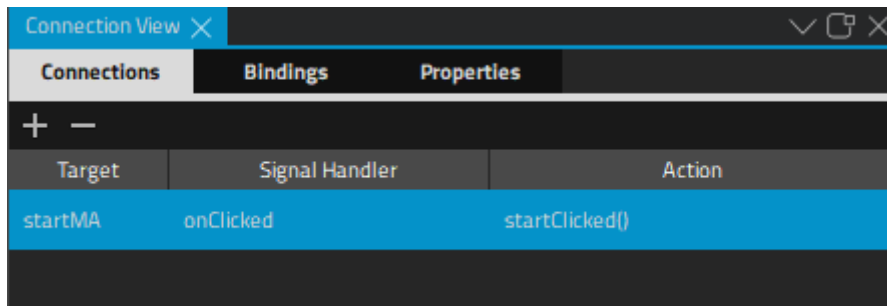 Connection View
Connections Bindings Properties
Target Signal Handler Action
startMA onClicked startClicked()